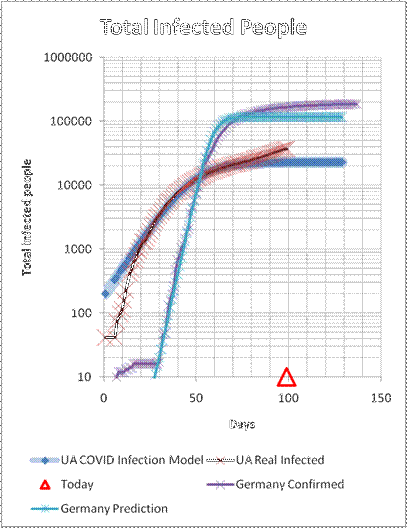 Total Infected People
1000000
100000
10000
1000
100
10
Total infected people
0 50 100 150
Days
UA COVID Infection Model UA Real Infected
Today Germany Confirmed
Germany Prediction